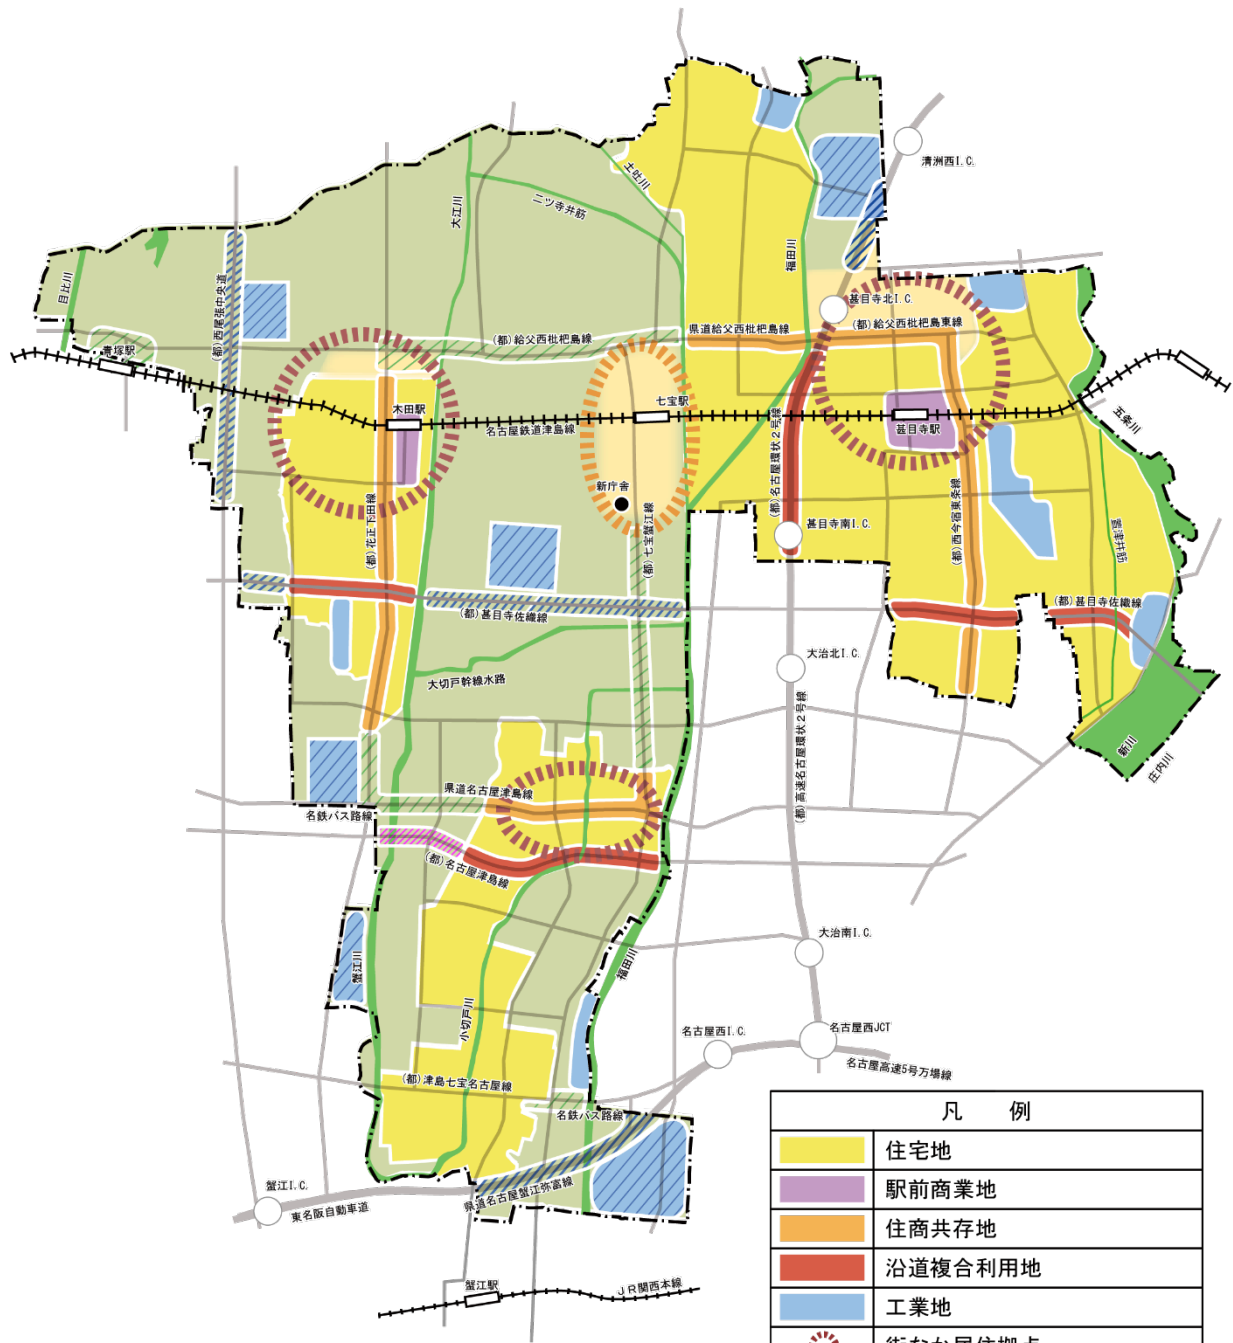 清洲西I.C.
土吐川
大江川
二ツ寺井筋
福田川
目比川
(都)西尾張中央道
甚目寺北I.C.
県道給父西枇杷島線
(都)給父西枇杷島東線
(都)給父西枇杷島線
青塚駅
木田駅
七宝駅
甚目寺駅
名古屋鉄道津島線
五条川
新庁舎
(都)名古屋環状2号線
甚目寺南I.C.
(都)花正下田線
(都)七宝蟹江線
(都)西今宿東条線
(都)甚目寺佐織線
(都)甚目寺佐織線
大治北I.C.
大切戸幹線水路
(都)高速名古屋環状2号線
新川
庄内川
県道名古屋津島線
名鉄バス路線
(都)名古屋津島線
大治南I.C.
福田川
蟹江川
小切戸川
名古屋西I.C.
名古屋西JCT
名古屋高速5号万場線
(都)津島七宝名古屋線
名鉄バス路線
蟹江I.C.
東名阪自動車道
県道名古屋蟹江弥富線
蟹江駅
JR関西本線
凡 例
住宅地
駅前商業地
住商共存地
沿道複合利用地
工業地